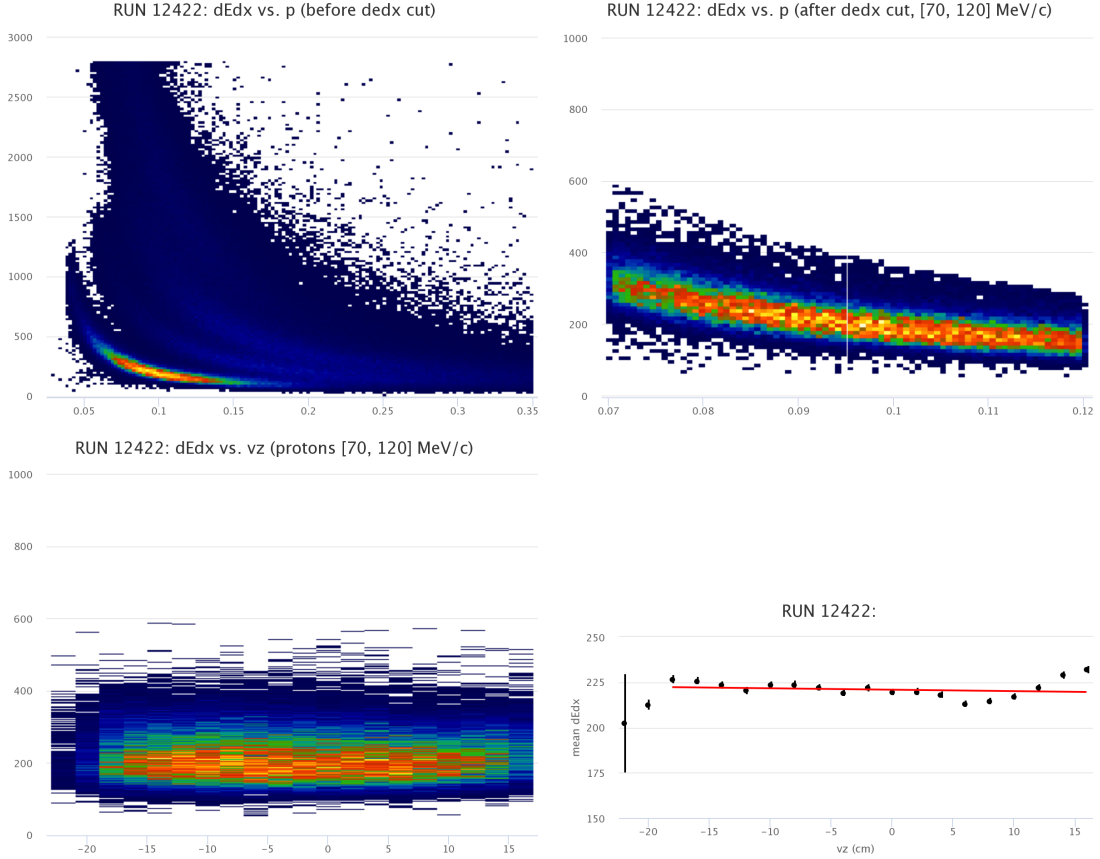 RUN 12422: dEdx vs. p (before dedx cut)
3000
2500
2000
1500
1000
500
0
0.05 0.1 0.15 0.2 0.25 0.3 0.35
RUN 12422: dEdx vs. p (after dedx cut, [70, 120] MeV/c)
1000
800
600
400
200
0
0.07 0.08 0.09 0.1 0.11 0.12
RUN 12422: dEdx vs. vz (protons [70, 120] MeV/c)
1000
800
600
400
200
0
−20 −15 −10 −5 0 5 10 15
RUN 12422:
mean dEdx
250
225
200
175
150
−20 −15 −10 −5 0 5 10 15
vz (cm)